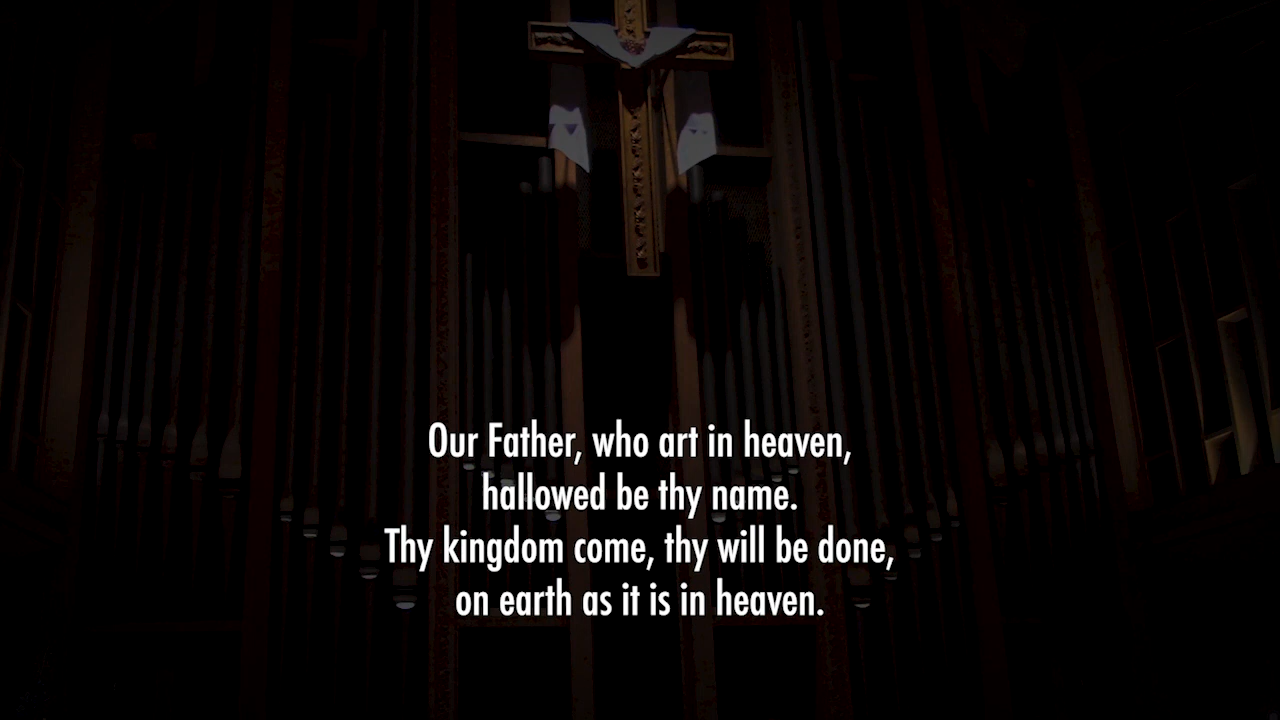 Our Father, who art in heaven,
hallowed be thy name.
Thy kingdom come, thy will be done,
on earth as it is in heaven.